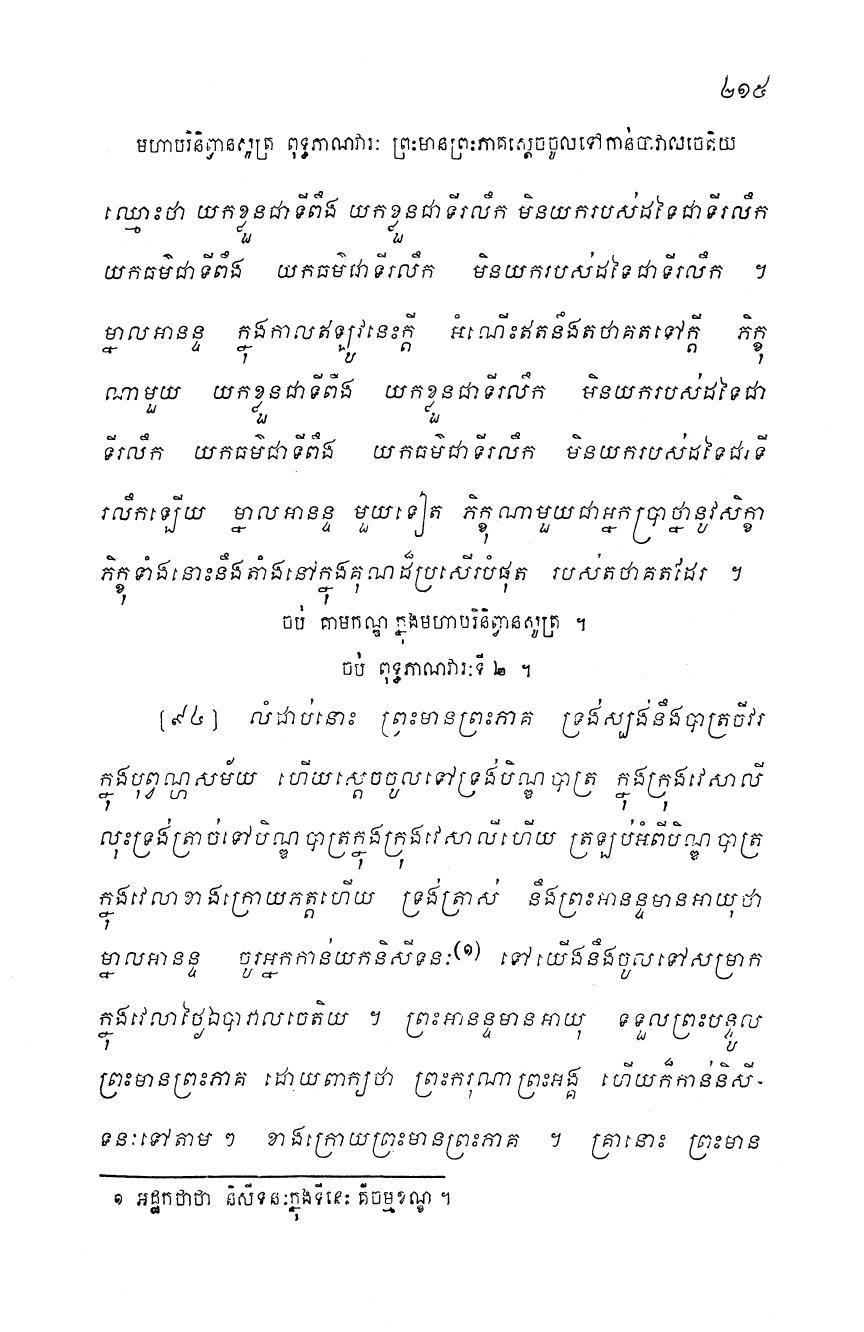 ២១៥
មហាបរិនិព្វានសូត្រ ពុទ្ធភាណវារៈ ព្រះមានព្រះភាគស្តេចចូលទៅកាន់បាវាលចេតិយ
ឈ្មោះថា យកខ្លួនជាទីពឹង យកខ្លួនជាទីរលឹក មិនយករបស់ដទៃជាទីរលឹក
យកធម៌ជាទីពឹង យកធម៌ជាទីរលឹក មិនយករបស់ដទៃជាទីរលឹក ។
ម្នាលអានន្ទ ក្នុងកាលឥឡូវនេះក្តី អំណើះឥតនឹងតថាគតទៅក្តី ភិក្ខុ
ណាមួយ យកខ្លួនជាទីពឹង យកខ្លួនជាទីរលឹក មិនយករបស់ដទៃជា
ទីរលឹក យកធម៌ជាទីពឹង យកធម៌ជាទីរលឹក មិនយករបស់ដទៃជាទី
រលឹកឡើយ ម្នាលអានន្ទ មួយទៀត ភិក្ខុណាមួយជាអ្នកប្រាថ្នានូវសិក្ខា
ភិក្ខុទាំងនោះនឹងតាំងនៅក្នុងគុណដ៏ប្រសើរបំផុត របស់តថាគតដែរ ។
ចប់ គាមកណ្ឌ ក្នុងមហាបរិនិព្វានសូត្រ ។
ចប់ ពុទ្ធភាណវារៈទី ២ ។
(៩៤) លំដាប់នោះ ព្រះមានព្រះភាគ ទ្រង់ស្បង់នឹងបាត្រចីវរ
ក្នុងបុព្វណ្ហសម័យ ហើយស្តេចចូលទៅទ្រង់បិណ្ឌបាត្រ ក្នុងក្រុងវេសាលី
លុះទ្រង់ត្រាច់ទៅបិណ្ឌបាត្រក្នុងក្រុងវេសាលីហើយ ត្រឡប់អំពីបិណ្ឌបាត្រ
ក្នុងវេលាខាងក្រោយភត្តហើយ ទ្រង់ត្រាស់ នឹងព្រះអានន្ទមានអាយុថា
ម្នាលអានន្ទ ចូរអ្នកកាន់យកនិសីទនៈ(១) ទៅយើងនឹងចូលទៅសម្រាក
ក្នុងវេលាថ្ងៃឯបាវាលចេតិយ ។ ព្រះអានន្ទមានអាយុ ទទួលព្រះបន្ទូល
ព្រះមានព្រះភាគ ដោយពាក្យថា ព្រះករុណាព្រះអង្គ ហើយក៏កាន់និសី-
ទនៈទៅតាម ៗ ខាងក្រោយព្រះមានព្រះភាគ ។ គ្រានោះ ព្រះមាន
១ អដ្ឋកថាថា និសីទនៈក្នុងទីនេះ គឺចម្មខណ្ឌ ។